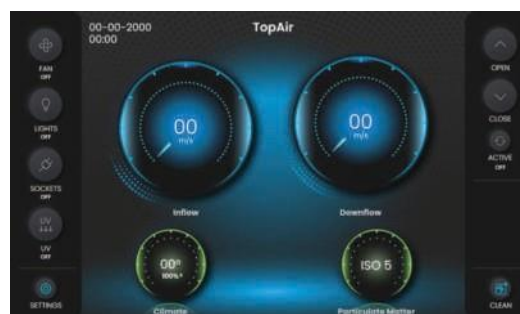 00-00-2000
00:00
TopAir
FAN
OFF
LIGHTS
OFF
SOCKETS
OFF
UV
UV
OFF
SETTINGS
00
m/s
Inflow
00
m/s
Downflow
00°
100%
Climate
ISO 5
Particulate Matter
OPEN
CLOSE
ACTIVE
OFF
CLEAN